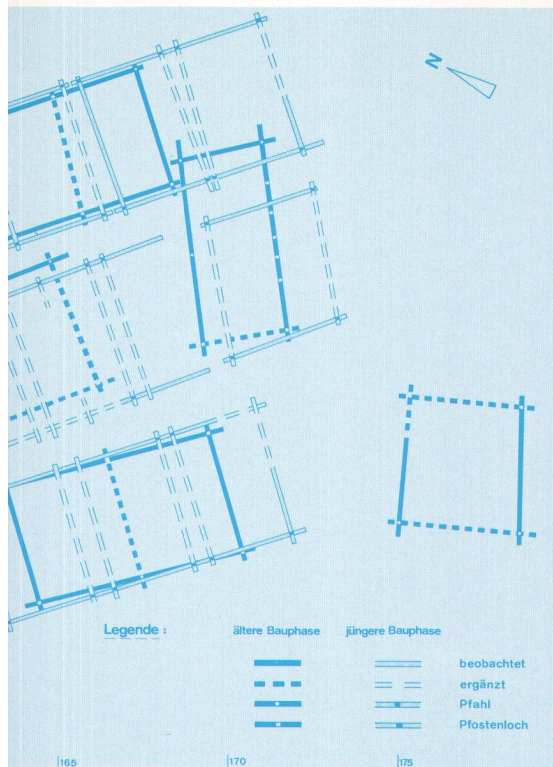 N
Legende : ältere Bauphase jüngere Bauphase
beobachtet
ergänzt
Pfahl
Pfostenloch
165 170 175